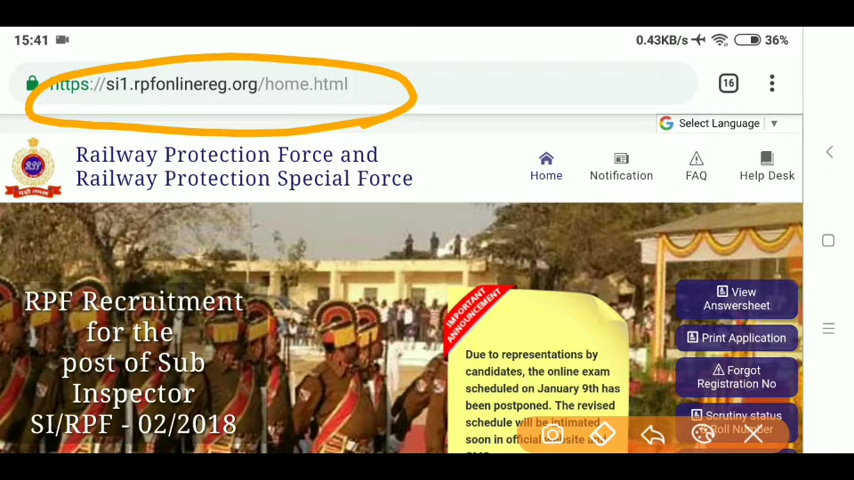 15:41
0.43KB/s
36%
https://si1.rpfonlinereg.org/home.html
16
Select Language
Railway Protection Force and
Railway Protection Special Force
Home
Notification
FAQ
Help Desk
RPF Recruitment
for the
post of Sub
Inspector
SI/RPF - 02/2018
IMPORTANT
ANNOUNCEMENT
Due to representations by
candidates, the online exam
scheduled on January 9th has
been postponed. The revised
schedule will be intimated
soon in
View
Answersheet
Print Application
Forgot
Registration No
Scrutiny status
Roll Number